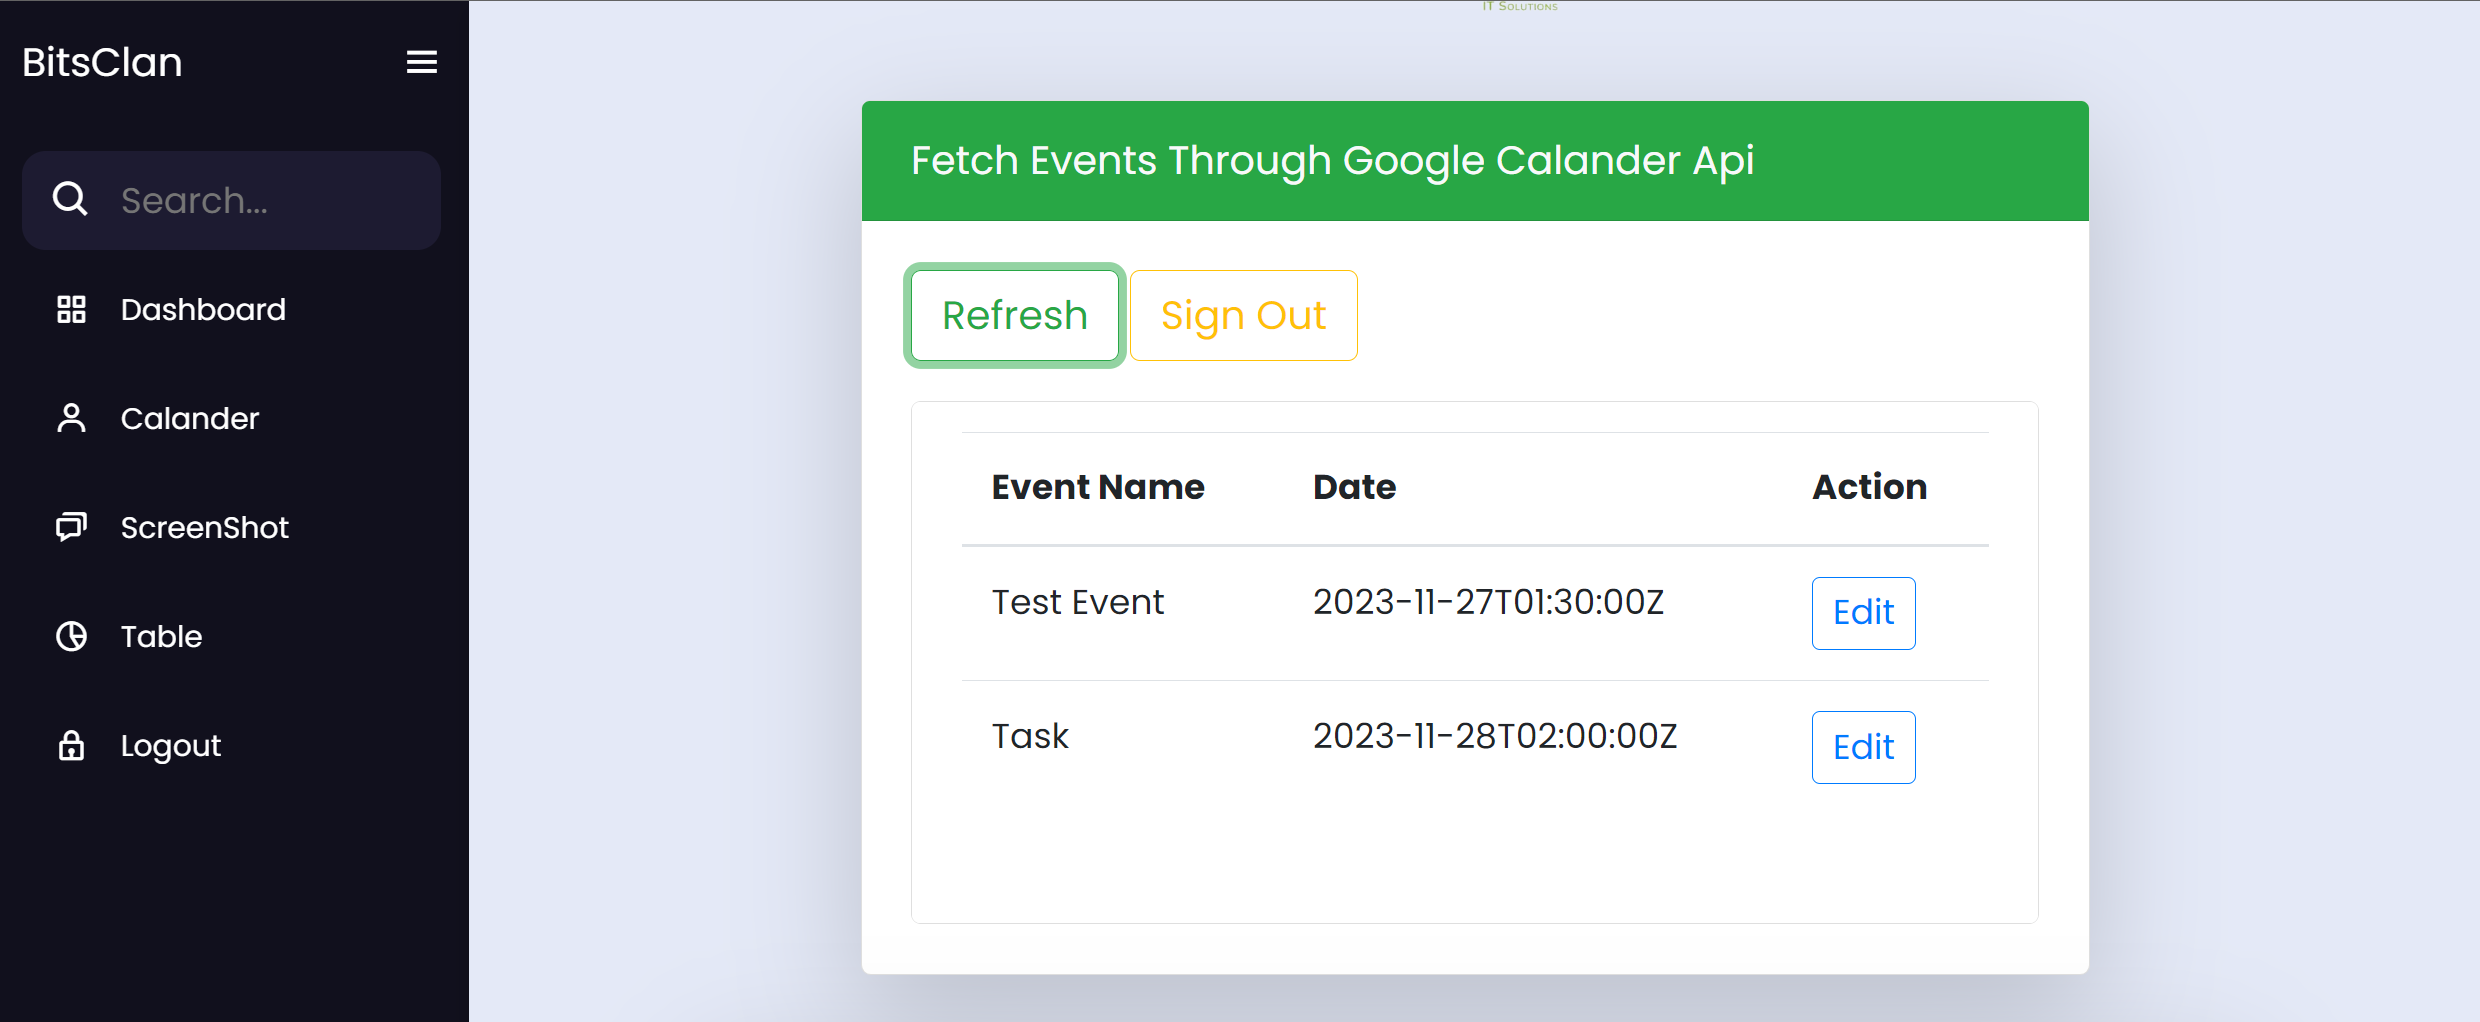 IT Solutions
BitsClan
Search...
Dashboard
Calander
ScreenShot
Table
Logout
Fetch Events Through Google Calander Api
Refresh Sign Out
Event Name Date Action
Test Event 2023-11-27T01:30:00Z Edit
Task 2023-11-28T02:00:00Z Edit